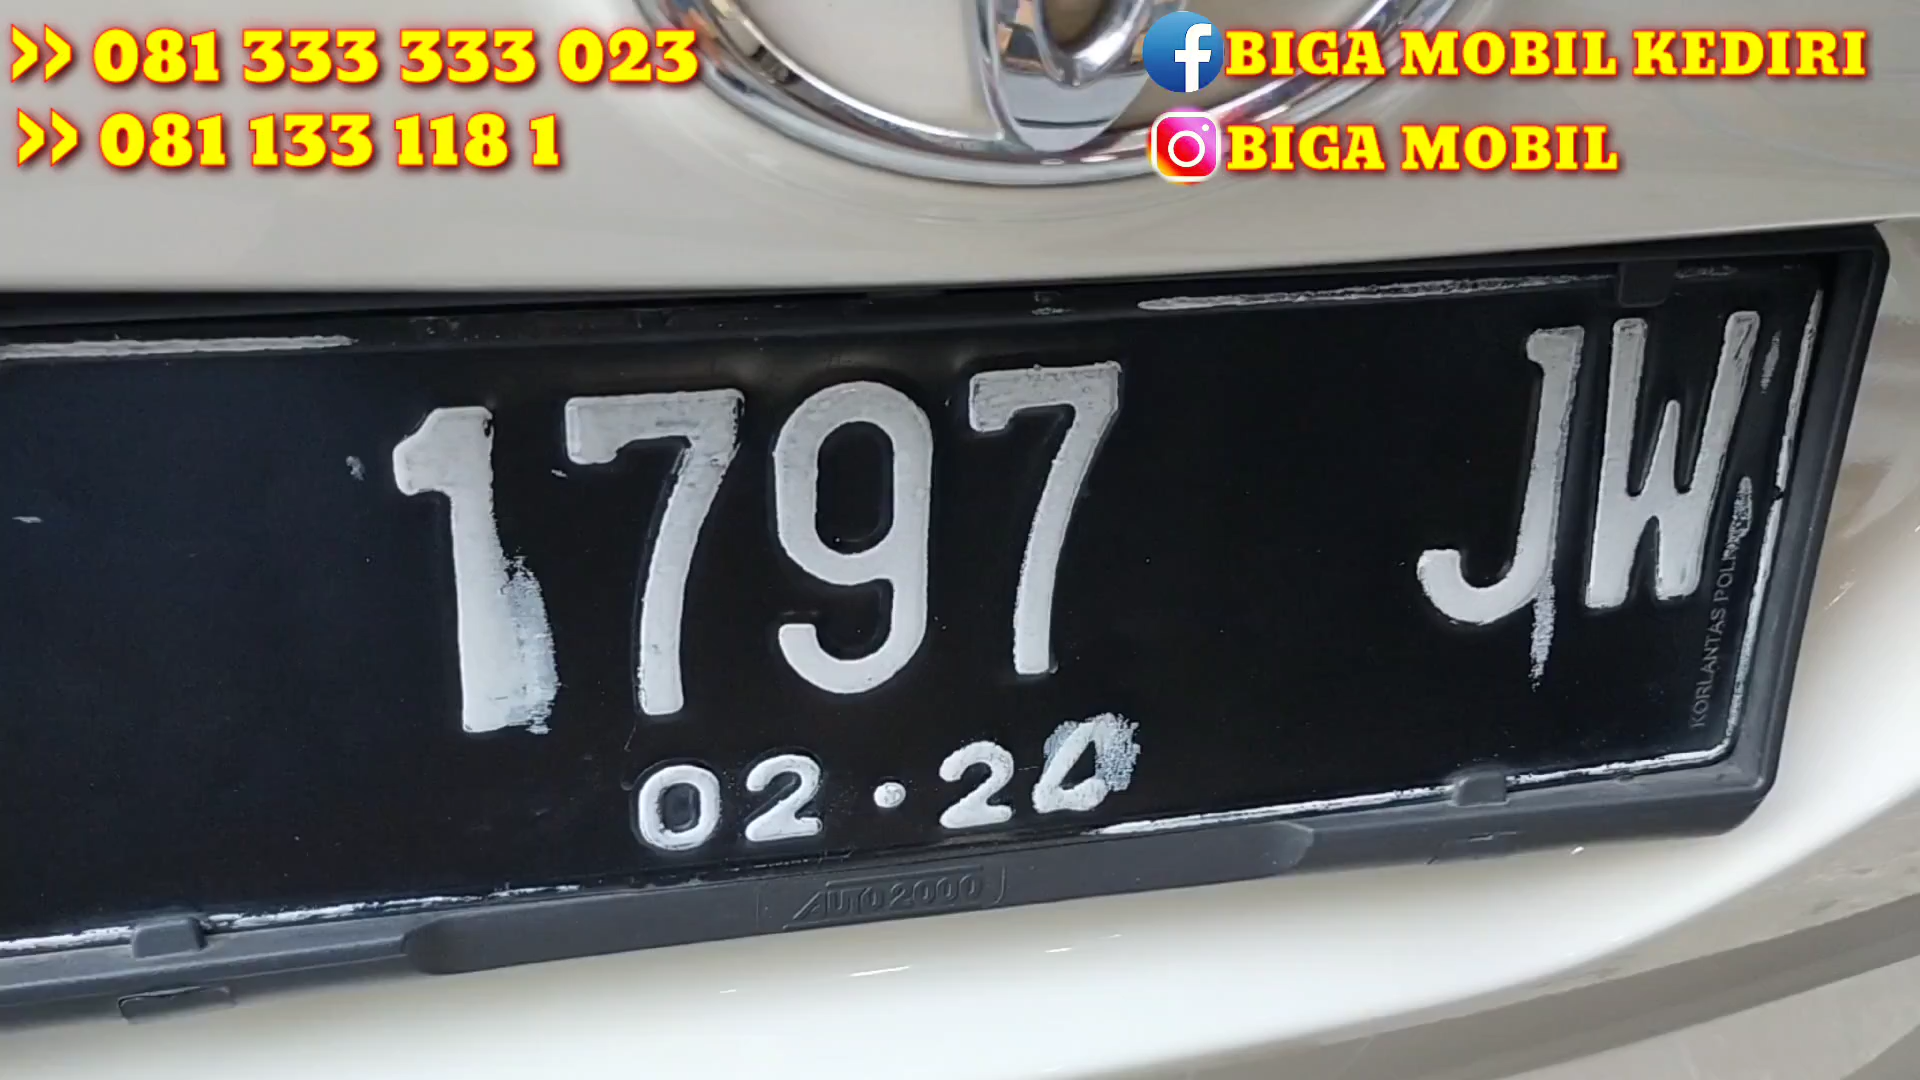 >> 081 333 333 023
>> 081 133 118 1
BIGA MOBIL KEDIRI
BIGA MOBIL
1797 JW
02·20
KORLANTAS POLRI
AUTO2000